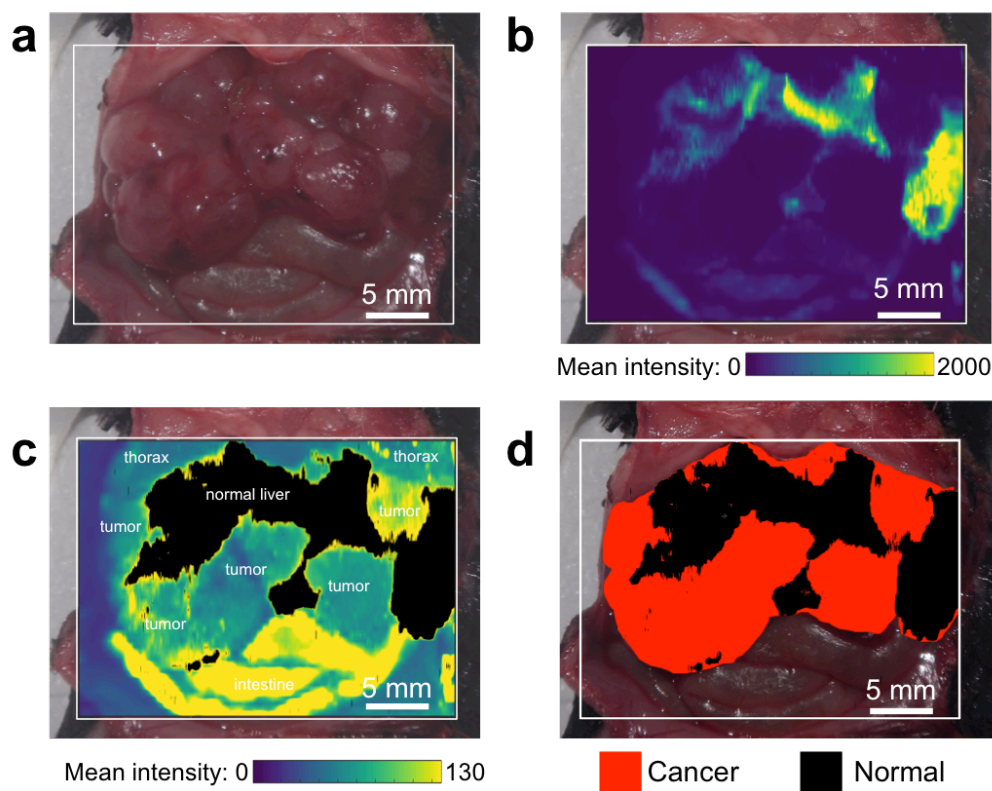 a
5 mm
b
5 mm
Mean intensity: 0 2000
c
thorax
thorax
normal liver
tumor
tumor
tumor
tumor
tumor
intestine
5 mm
Mean intensity: 0 130
d
5 mm
Cancer Normal